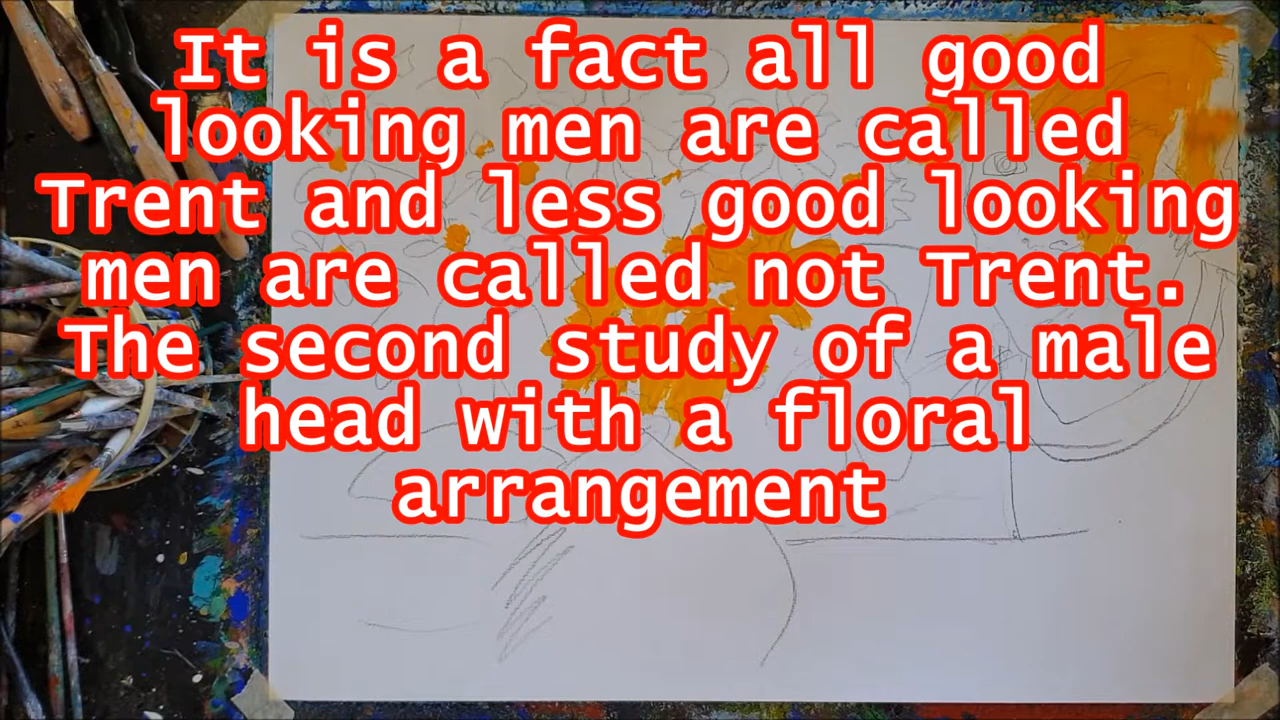 It is a fact all good
looking men are called
Trent and less good looking
men are called not Trent.
The second study of a male
head with a floral
arrangement